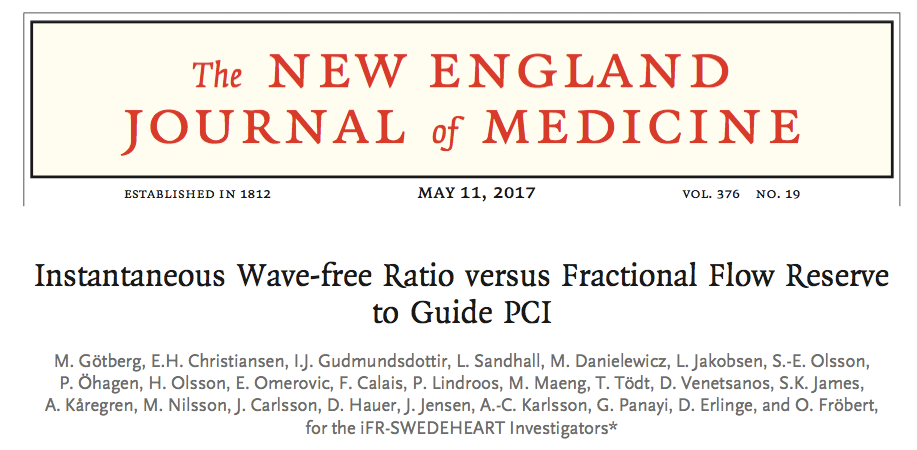 The NEW ENGLAND
JOURNAL of MEDICINE
ESTABLISHED IN 1812 MAY 11, 2017 VOL. 376 NO. 19
Instantaneous Wave-free Ratio versus Fractional Flow Reserve
to Guide PCI
M. Götberg, E.H. Christiansen, I.J. Gudmundsdottir, L. Sandhall, M. Danielewicz, L. Jakobsen, S.-E. Olsson,
P. Öhagen, H. Olsson, E. Omerovic, F. Calais, P. Lindroos, M. Maeng, T. Tödt, D. Venetsanos, S.K. James,
A. Kåregren, M. Nilsson, J. Carlsson, D. Hauer, J. Jensen, A.-C. Karlsson, G. Panayi, D. Erlinge, and O. Fröbert,
for the iFR-SWEDEHEART Investigators*